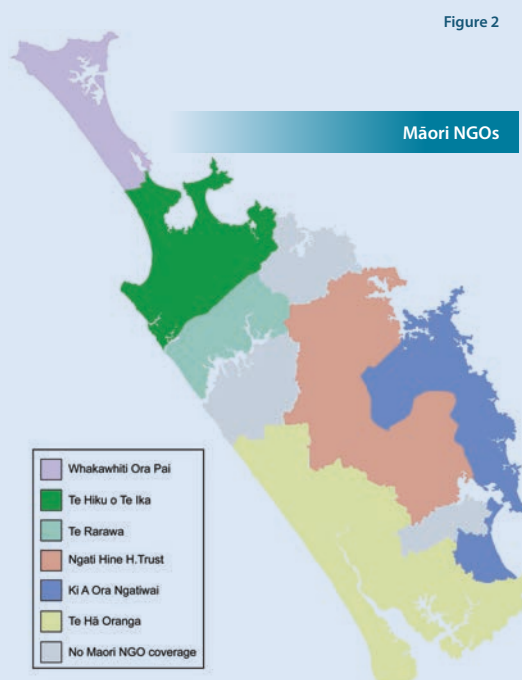 Figure 2
Māori NGOs
Whakawhiti Ora Pai
Te Hiku o Te Ika
Te Rarawa
Ngati Hine H.Trust
Ki A Ora Ngatiwai
Te Hā Oranga
No Maori NGO coverage